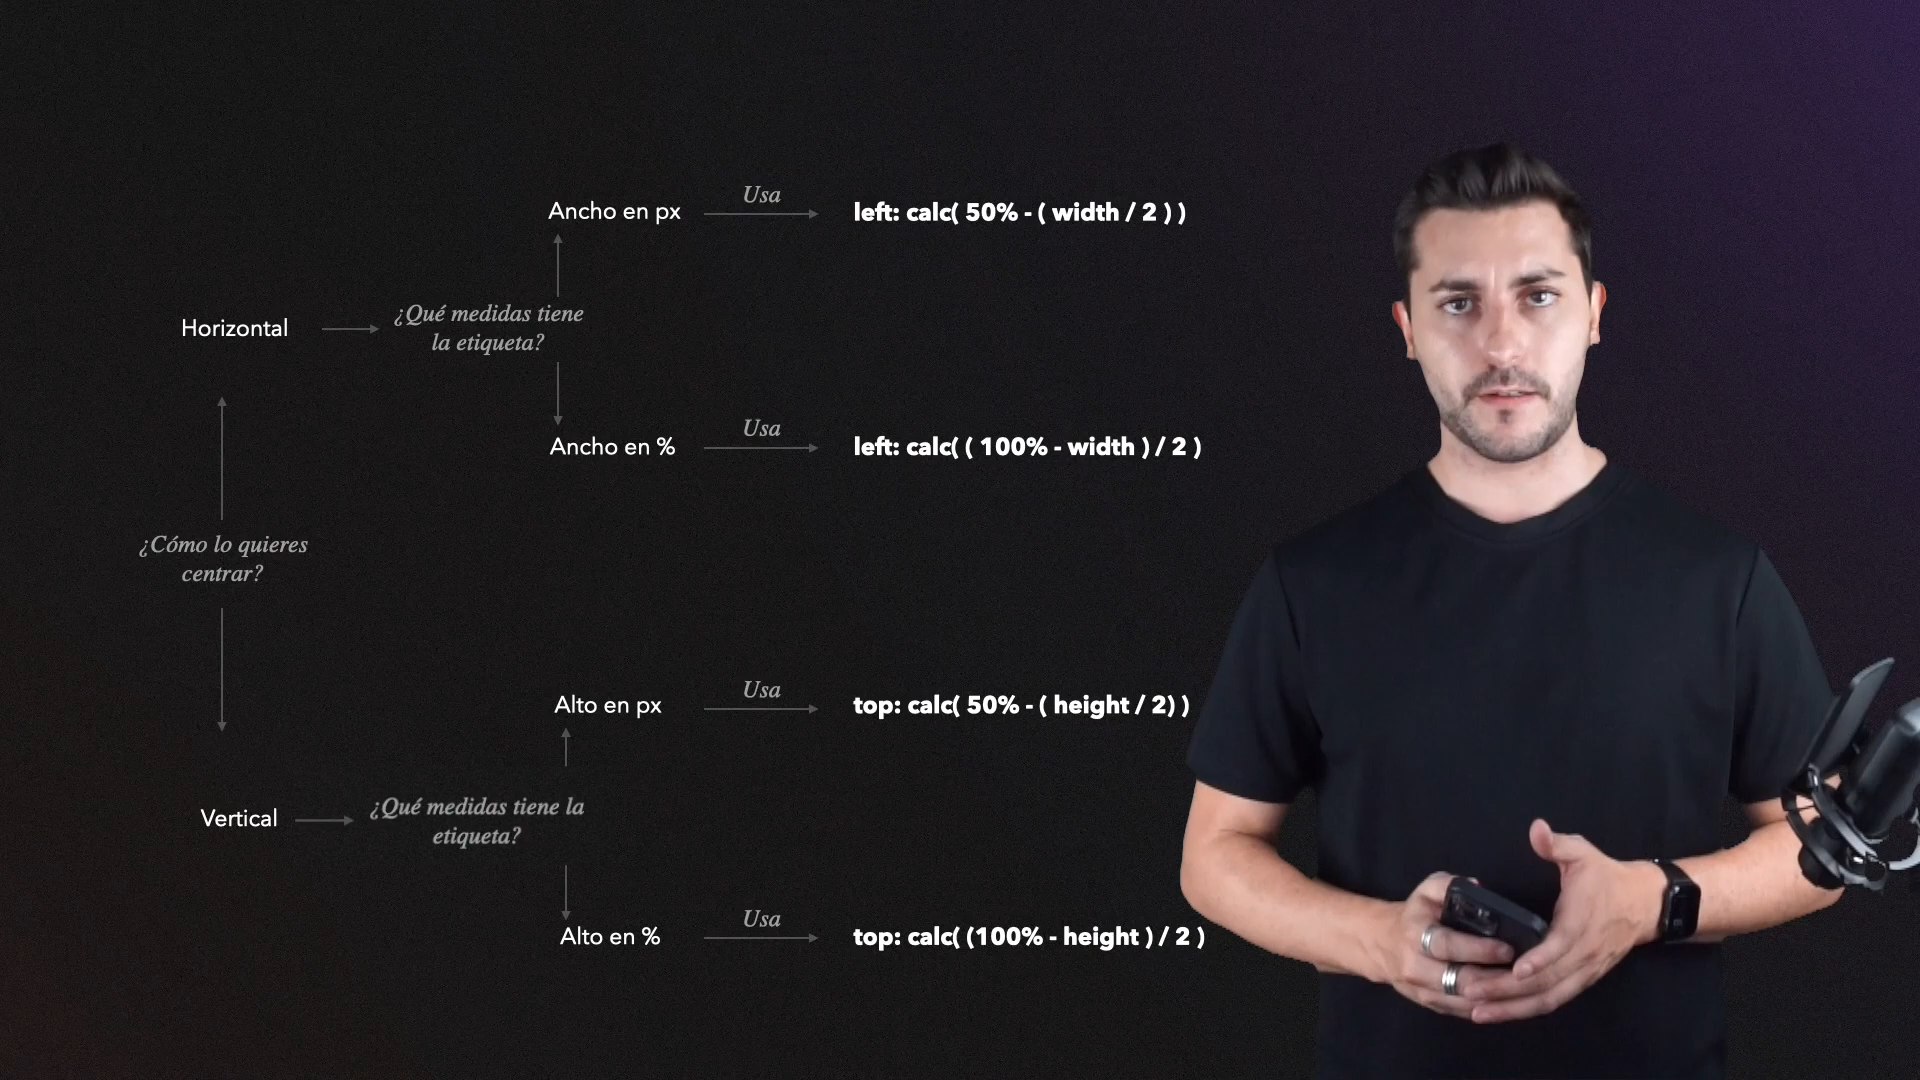 Usa
Ancho en px
left: calc( 50% - ( width / 2 ) )
¿Qué medidas tiene
la etiqueta?
Horizontal
Usa
Ancho en %
left: calc( ( 100% - width ) / 2 )
¿Cómo lo quieres
centrar?
Usa
Alto en px
top: calc( 50% - ( height / 2) )
Vertical
¿Qué medidas tiene la
etiqueta?
Usa
Alto en %
top: calc( (100% - height ) / 2 )